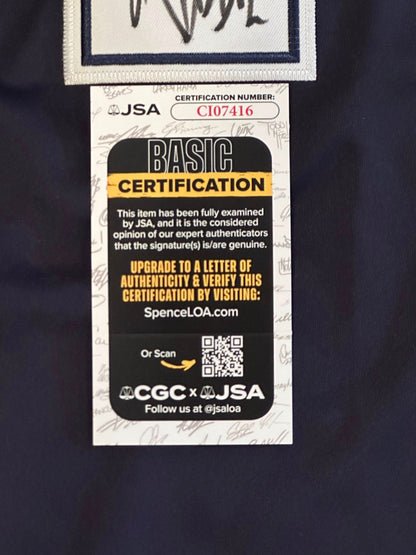 JSA
CERTIFICATION NUMBER:
CI07416
BASIC
CERTIFICATION
This item has been fully examined
by JSA, and it is the considered
opinion of our expert authenticators
that the signature(s) is/are genuine.
UPGRADE TO A LETTER OF
AUTHENTICITY & VERIFY THIS
CERTIFICATION BY VISITING:
SpenceLOA.com
Or Scan
CGC x JSA
Follow us at @jsaloa